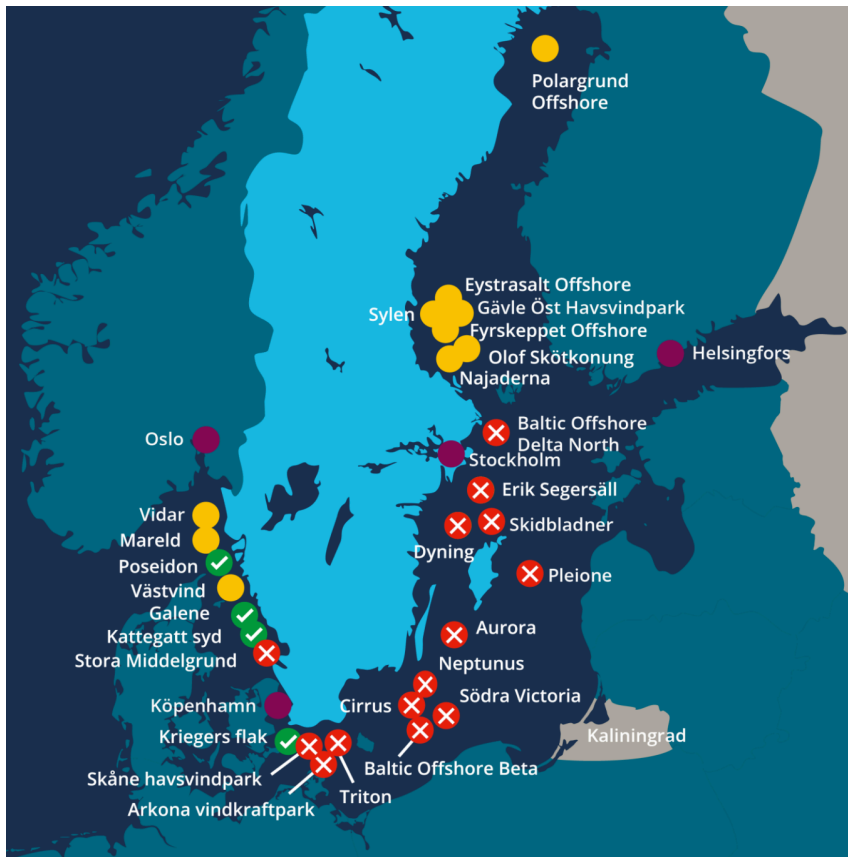 Polargrund
Offshore
Eystrasalt Offshore
Sylen
Gävle Öst Havsvindpark
Fyrskeppet Offshore
Olof Skötkonung
Helsingfors
Najaderna
Baltic Offshore
Delta North
Oslo
Stockholm
Erik Segersäll
Vidar
Skidbladner
Mareld
Dyning
Poseidon
Pleione
Västvind
Galene
Aurora
Kattegatt syd
Stora Middelgrund
Neptunus
Södra Victoria
Köpenhamn
Cirrus
Kriegers flak
Kaliningrad
Baltic Offshore Beta
Skåne havsvindpark
Triton
Arkona vindkraftpark